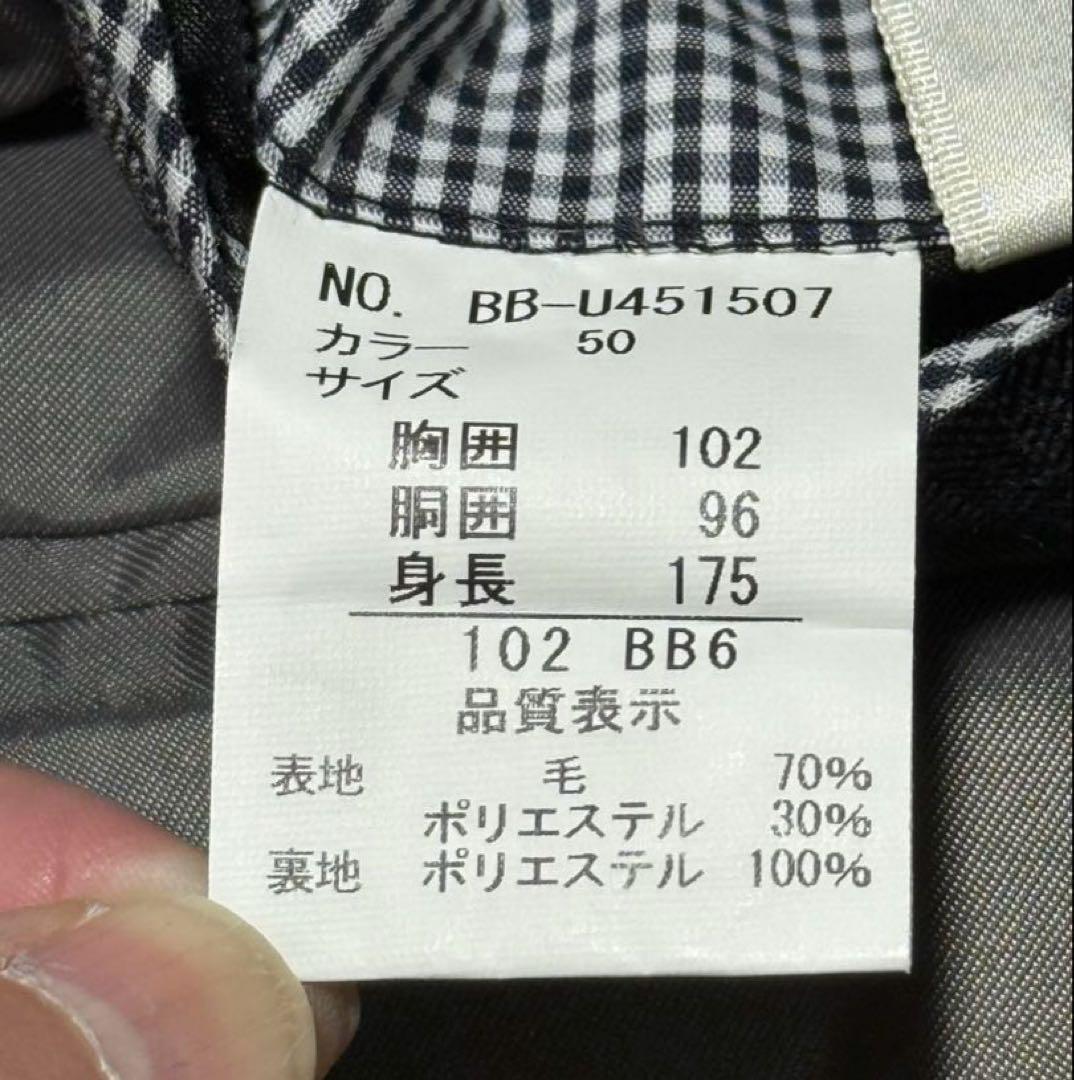 NO. BB-U451507
カラー 50
サイズ
胸囲 102
胴囲 96
身長 175
102 BB6
品質表示
表地 毛 70%
ポリエステル 30%
裏地 ポリエステル 100%